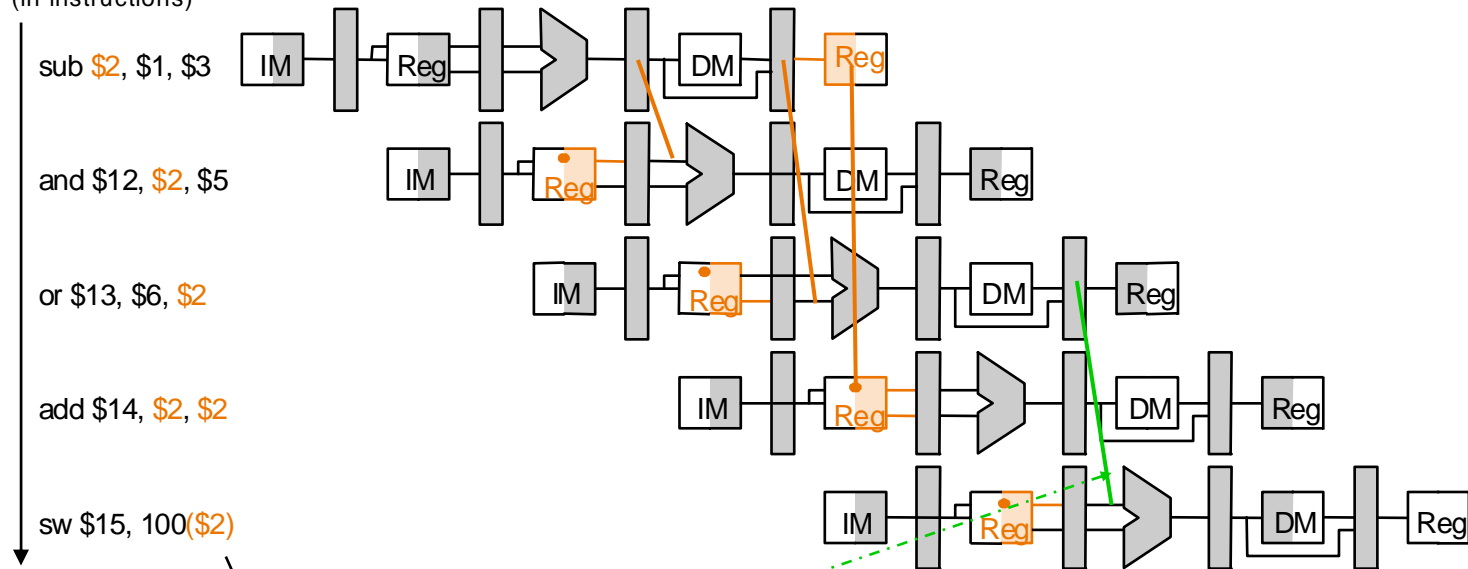 (in instructions)
sub $2, $1, $3 IM Reg DM Reg
and $12, $2, $5 IM Reg DM Reg
or $13, $6, $2 IM Reg DM Reg
add $14, $2, $2 IM Reg DM Reg
sw $15, 100($2) IM Reg DM Reg